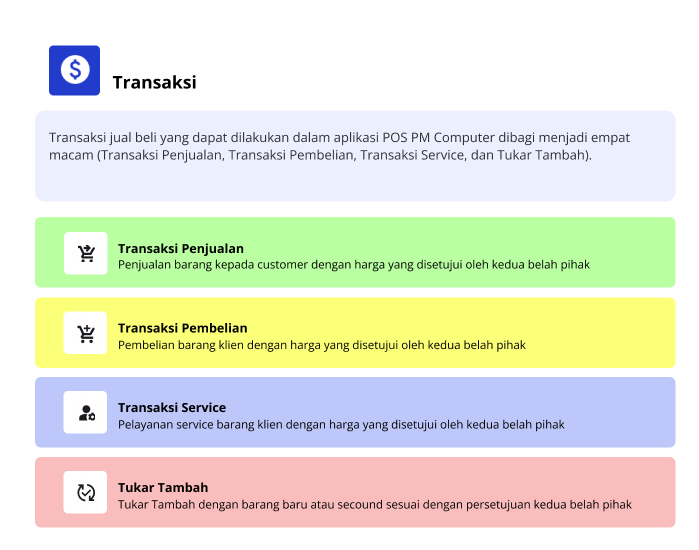 Transaksi
Transaksi jual beli yang dapat dilakukan dalam aplikasi POS PM Computer dibagi menjadi empat
macam (Transaksi Penjualan, Transaksi Pembelian, Transaksi Service, dan Tukar Tambah).
Transaksi Penjualan
Penjualan barang kepada customer dengan harga yang disetujui oleh kedua belah pihak
Transaksi Pembelian
Pembelian barang klien dengan harga yang disetujui oleh kedua belah pihak
Transaksi Service
Pelayanan service barang klien dengan harga yang disetujui oleh kedua belah pihak
Tukar Tambah
Tukar Tambah dengan barang baru atau secound sesuai dengan persetujuan kedua belah pihak